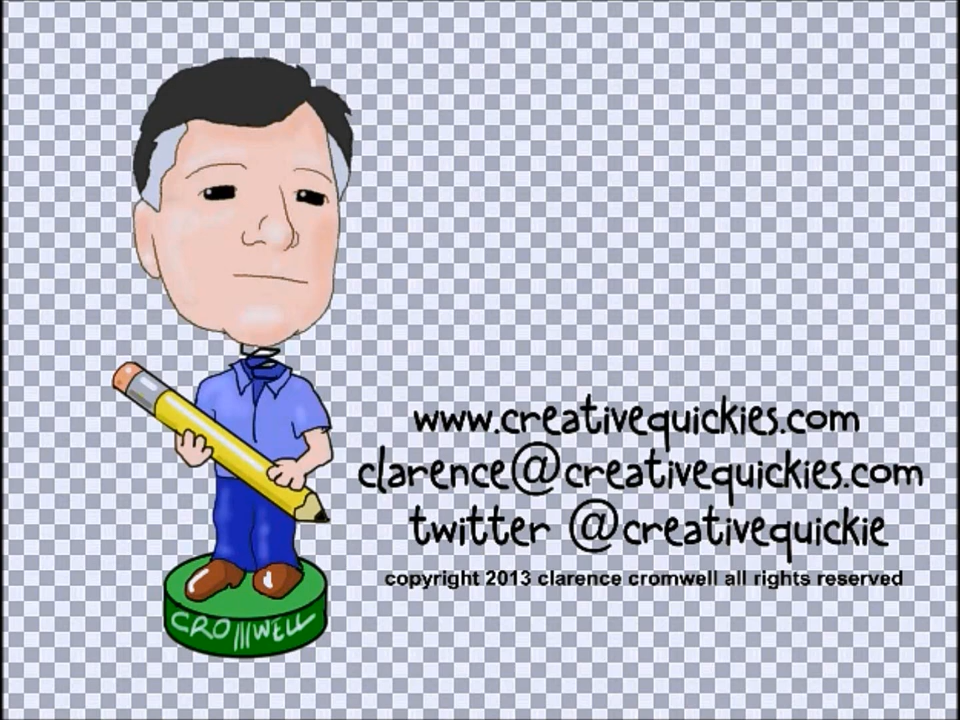 www.creativequickies.com
clarence@creativequickies.com
twitter @creativequickie
copyright 2013 clarence cromwell all rights reserved
CROMWELL